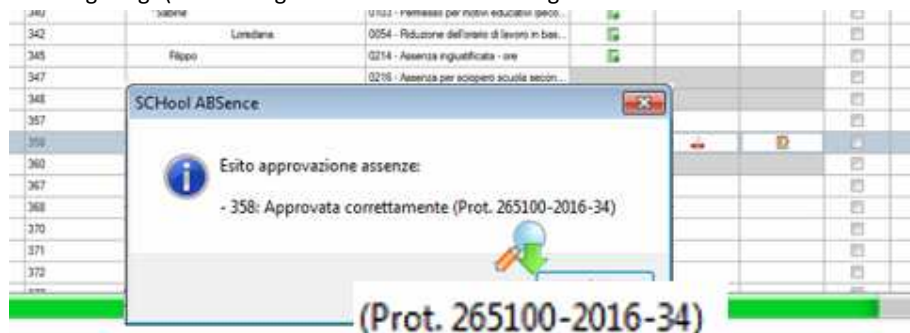 340 Sabine 0103 - Permesso per motivi educativi (seco...
342 Loredana 0054 - Riduzione dell'orario di lavoro in bas...
345 Filippo 0214 - Assenza ingiustificata - ore
347 0216 - Assenza per sciopero scuola secon...
348
357
358
360
367
368
370
371
372
SCHool ABSence
Esito approvazione assenze:
- 358: Approvata correttamente (Prot. 265100-2016-34)
(Prot. 265100-2016-34)